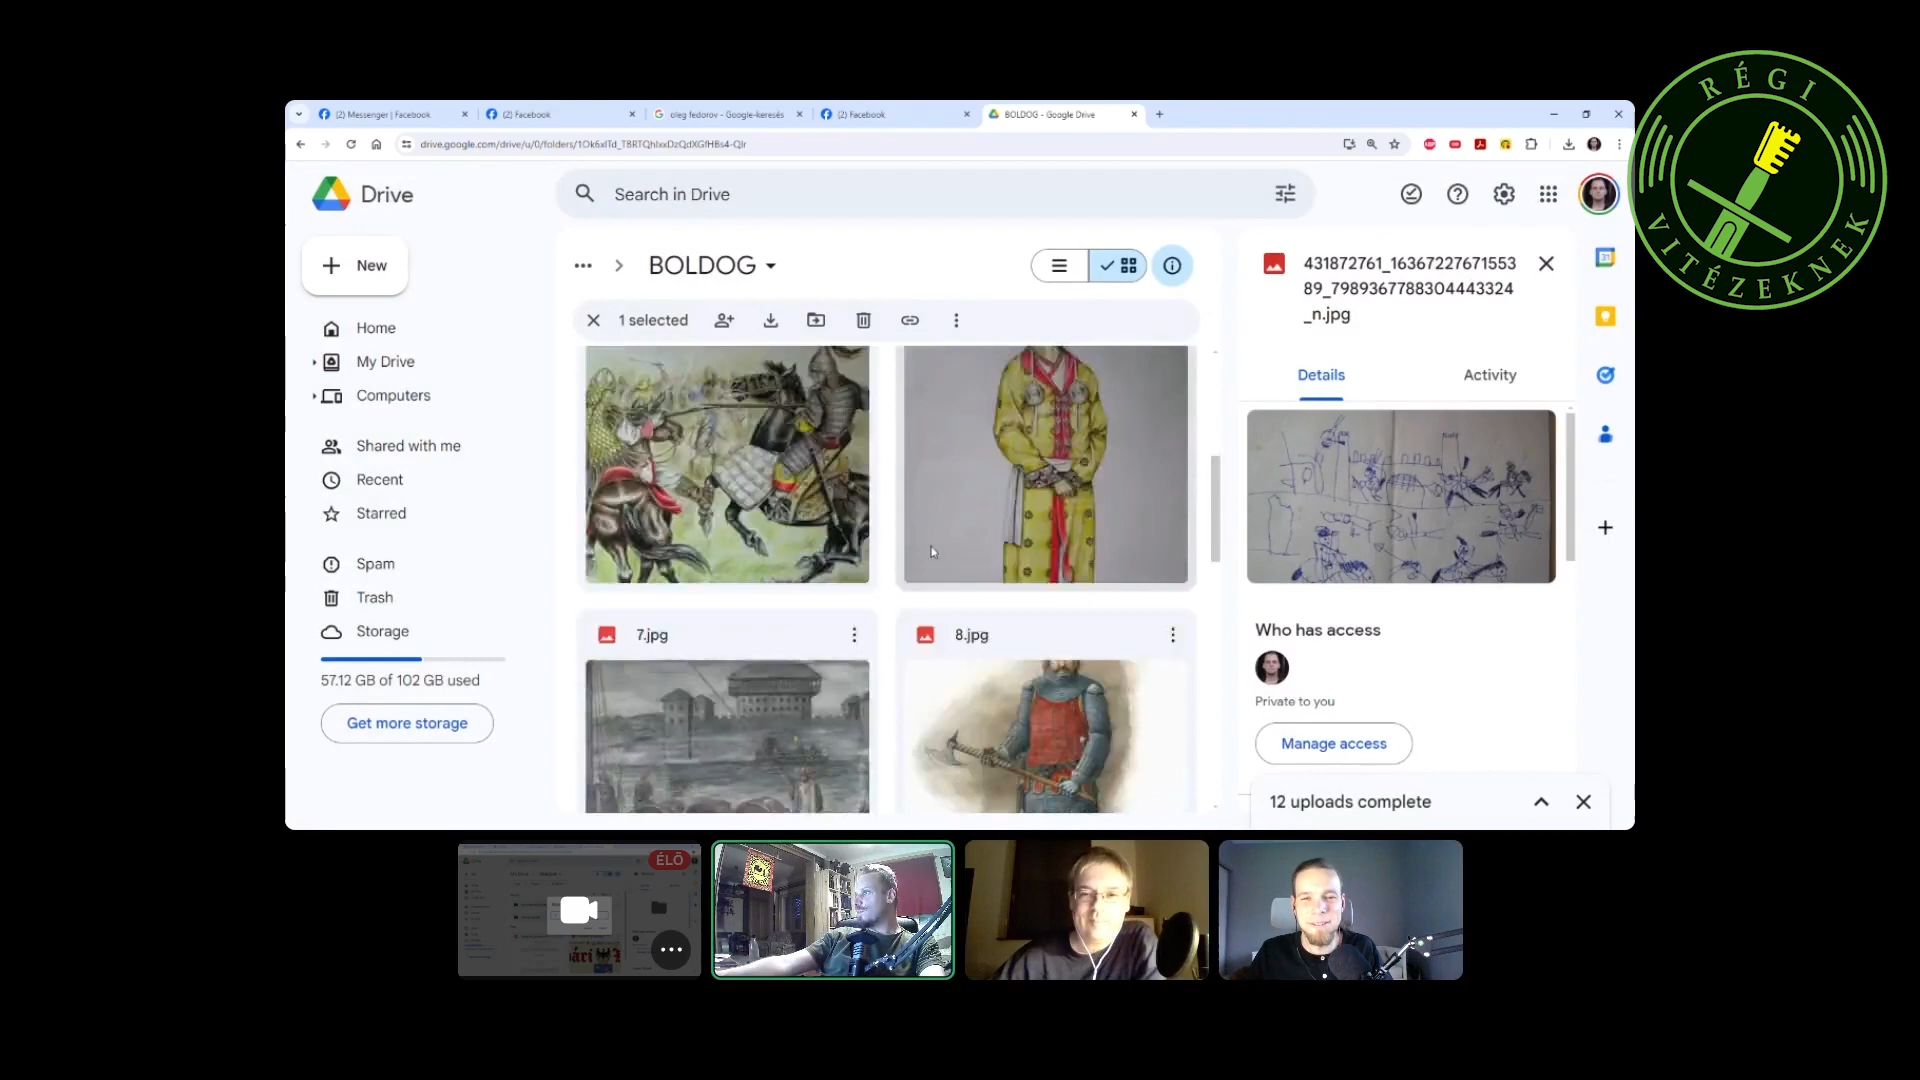 (2) Messenger | Facebook
(2) Facebook
oleg fedorov - Google-keresés
(2) Facebook
BOLDOG - Google Drive
RÉGI VITÉZEKNEK
Drive
Search in Drive
New
BOLDOG
431872761_16367227671553
89_7989367788304443324
_n.jpg
1 selected
Home
My Drive
Computers
Shared with me
Recent
Starred
Spam
Trash
Storage
57.12 GB of 102 GB used
Get more storage
Details
Activity
7.jpg
8.jpg
Who has access
Private to you
Manage access
12 uploads complete
ÉLŐ